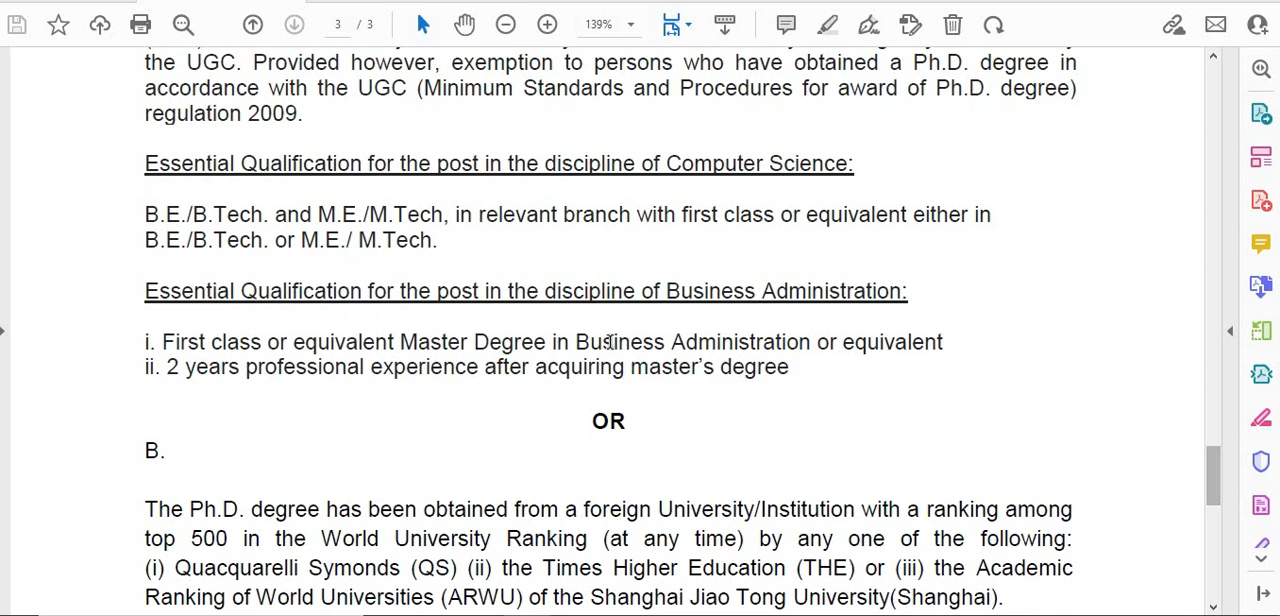 3 / 3
139%
the UGC. Provided however, exemption to persons who have obtained a Ph.D. degree in
accordance with the UGC (Minimum Standards and Procedures for award of Ph.D. degree)
regulation 2009.
Essential Qualification for the post in the discipline of Computer Science:
B.E./B.Tech. and M.E./M.Tech, in relevant branch with first class or equivalent either in
B.E./B.Tech. or M.E./ M.Tech.
Essential Qualification for the post in the discipline of Business Administration:
i. First class or equivalent Master Degree in Business Administration or equivalent
ii. 2 years professional experience after acquiring master’s degree
OR
B.
The Ph.D. degree has been obtained from a foreign University/Institution with a ranking among
top 500 in the World University Ranking (at any time) by any one of the following:
(i) Quacquarelli Symonds (QS) (ii) the Times Higher Education (THE) or (iii) the Academic
Ranking of World Universities (ARWU) of the Shanghai Jiao Tong University(Shanghai).